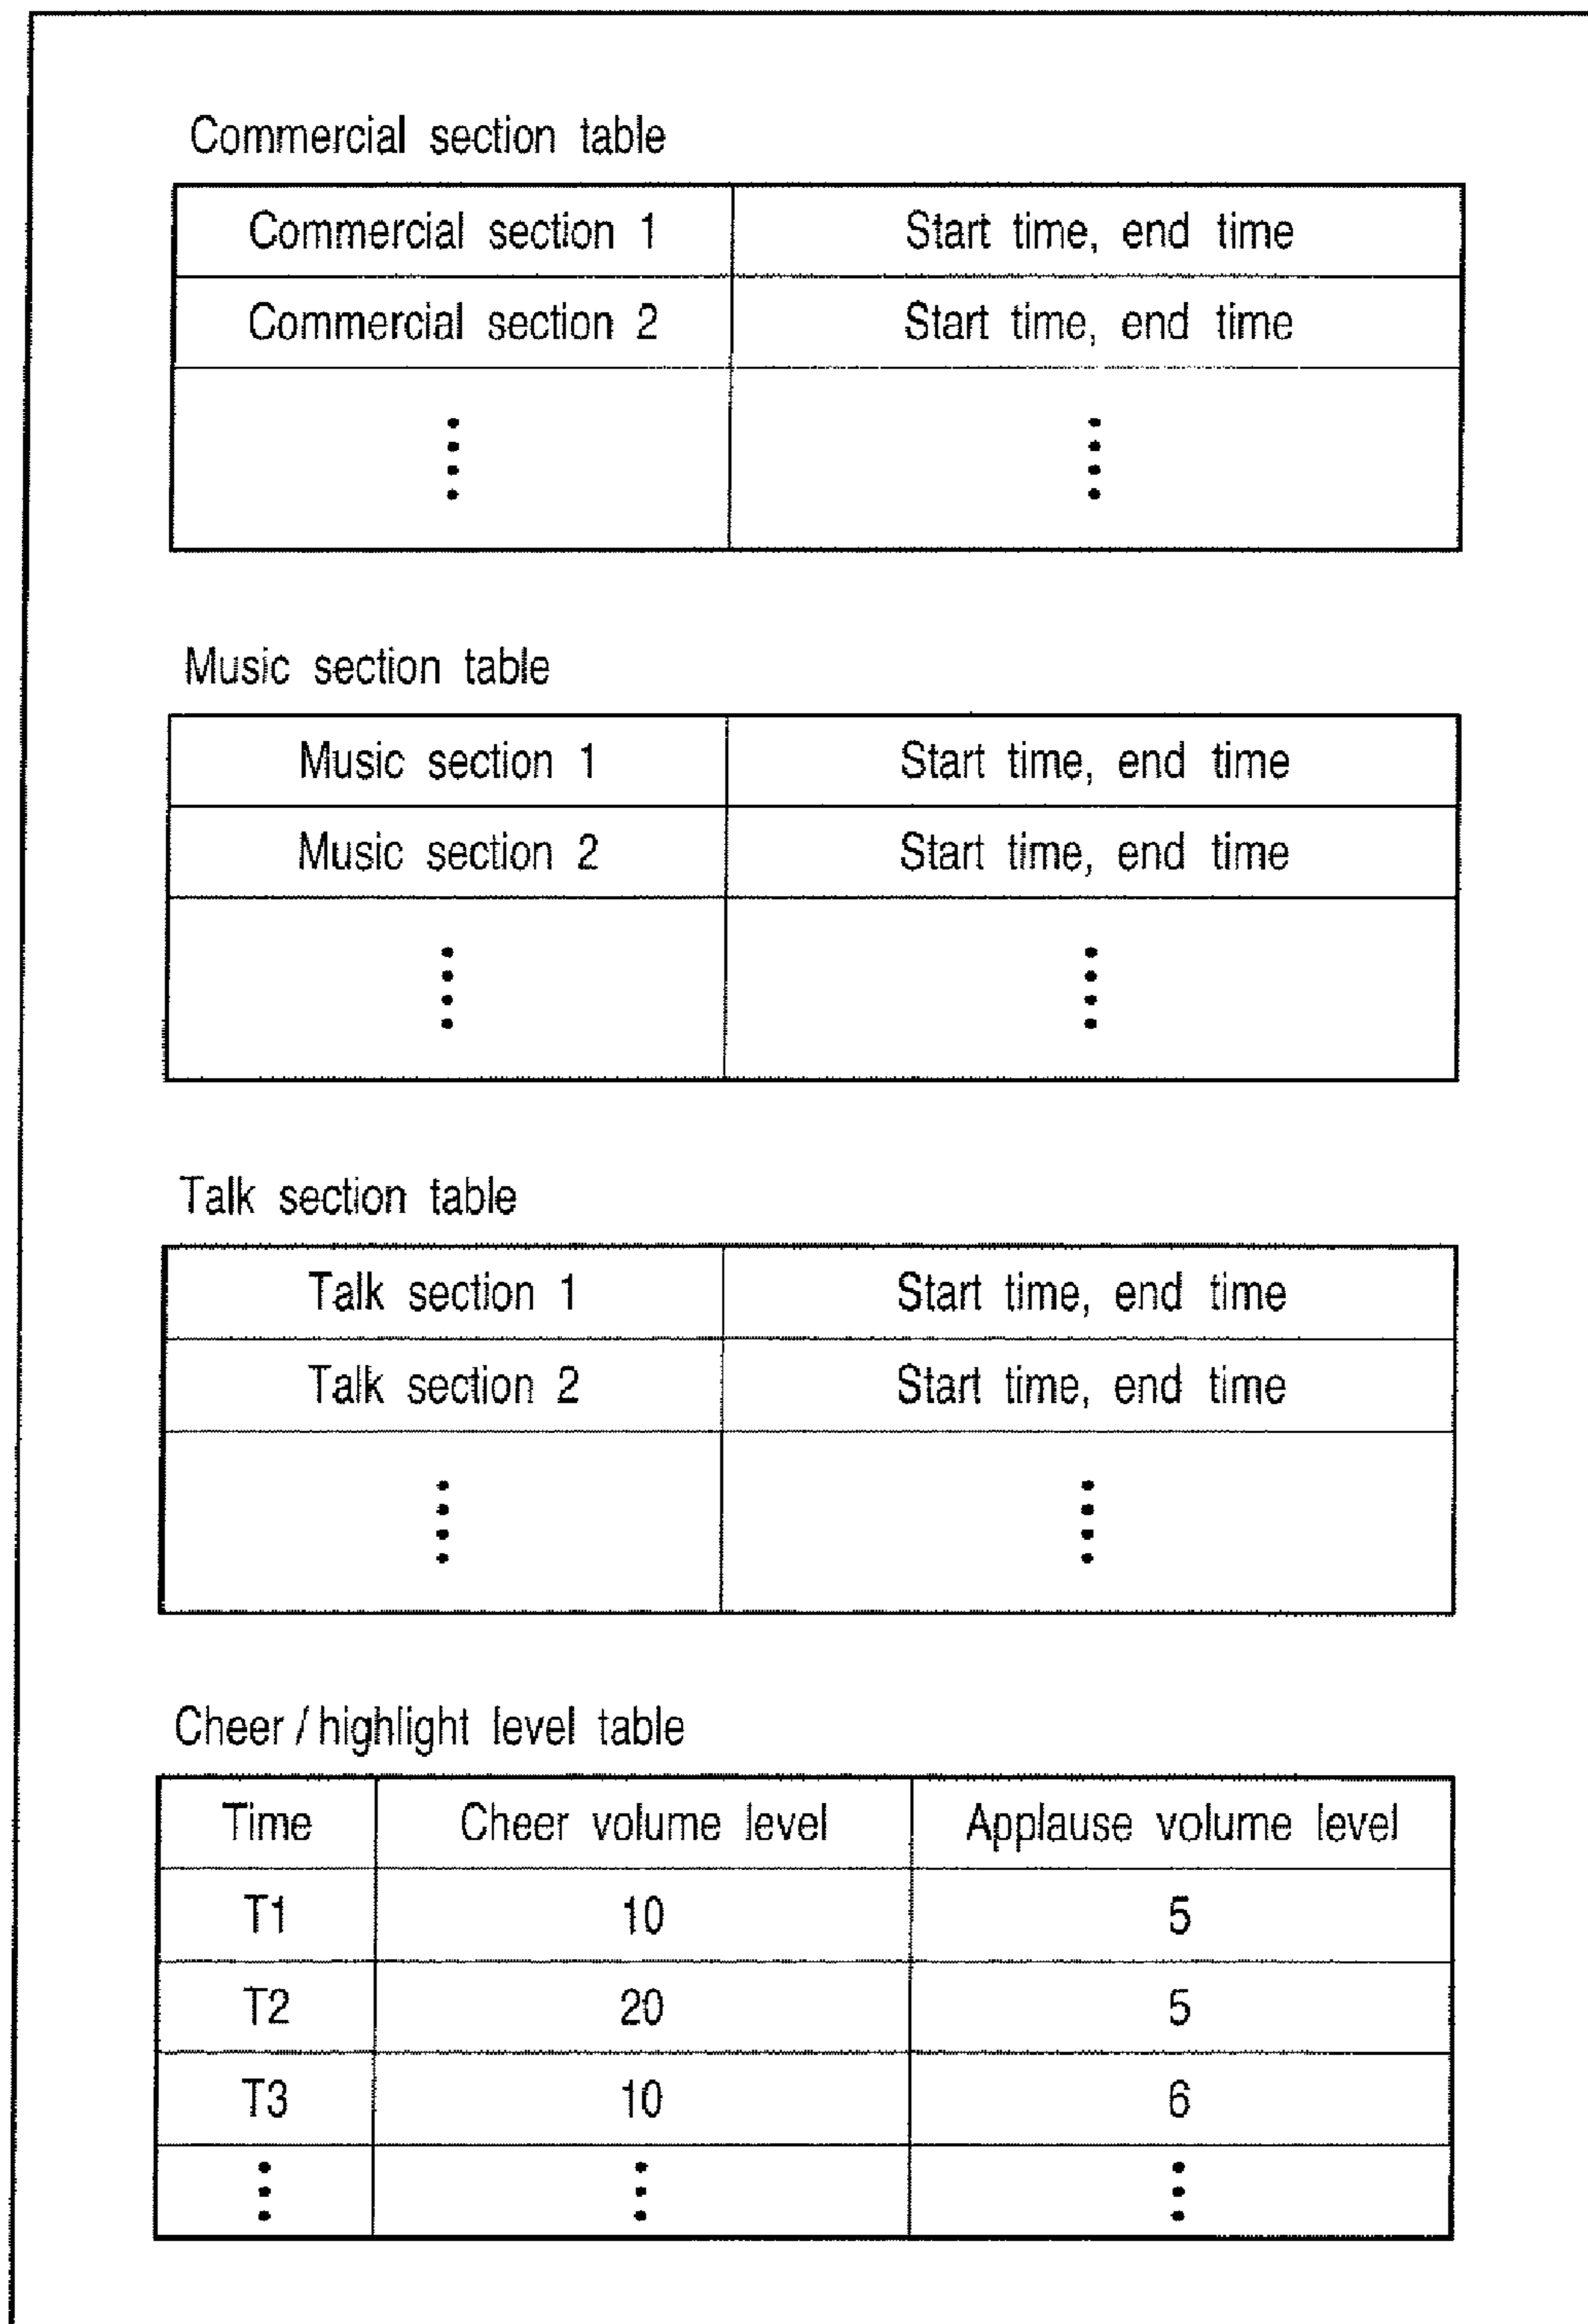 Commercial section table
Commercial section 1 Start time, end time
Commercial section 2 Start time, end time
Music section table
Music section 1 Start time, end time
Music section 2 Start time, end time
Talk section table
Talk section 1 Start time, end time
Talk section 2 Start time, end time
Cheer / highlight level table
Time Cheer volume level Applause volume level
T1 10 5
T2 20 5
T3 10 6